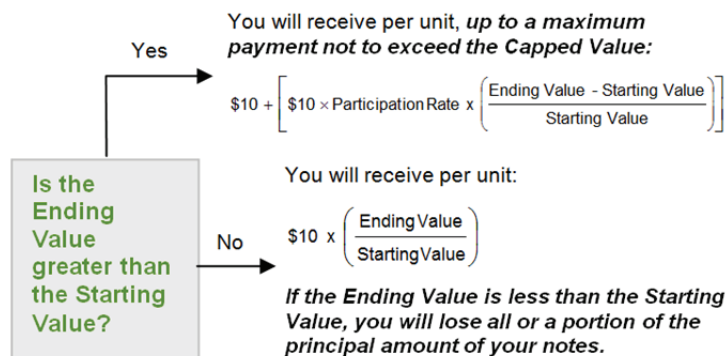 You will receive per unit, up to a maximum
payment not to exceed the Capped Value:
Yes
$10 + [ $10 × Participation Rate x ( Ending Value - Starting Value / Starting Value ) ]
Is the
Ending
Value
greater than
the Starting
Value?
No
You will receive per unit:
$10 x ( Ending Value / Starting Value )
If the Ending Value is less than the Starting
Value, you will lose all or a portion of the
principal amount of your notes.